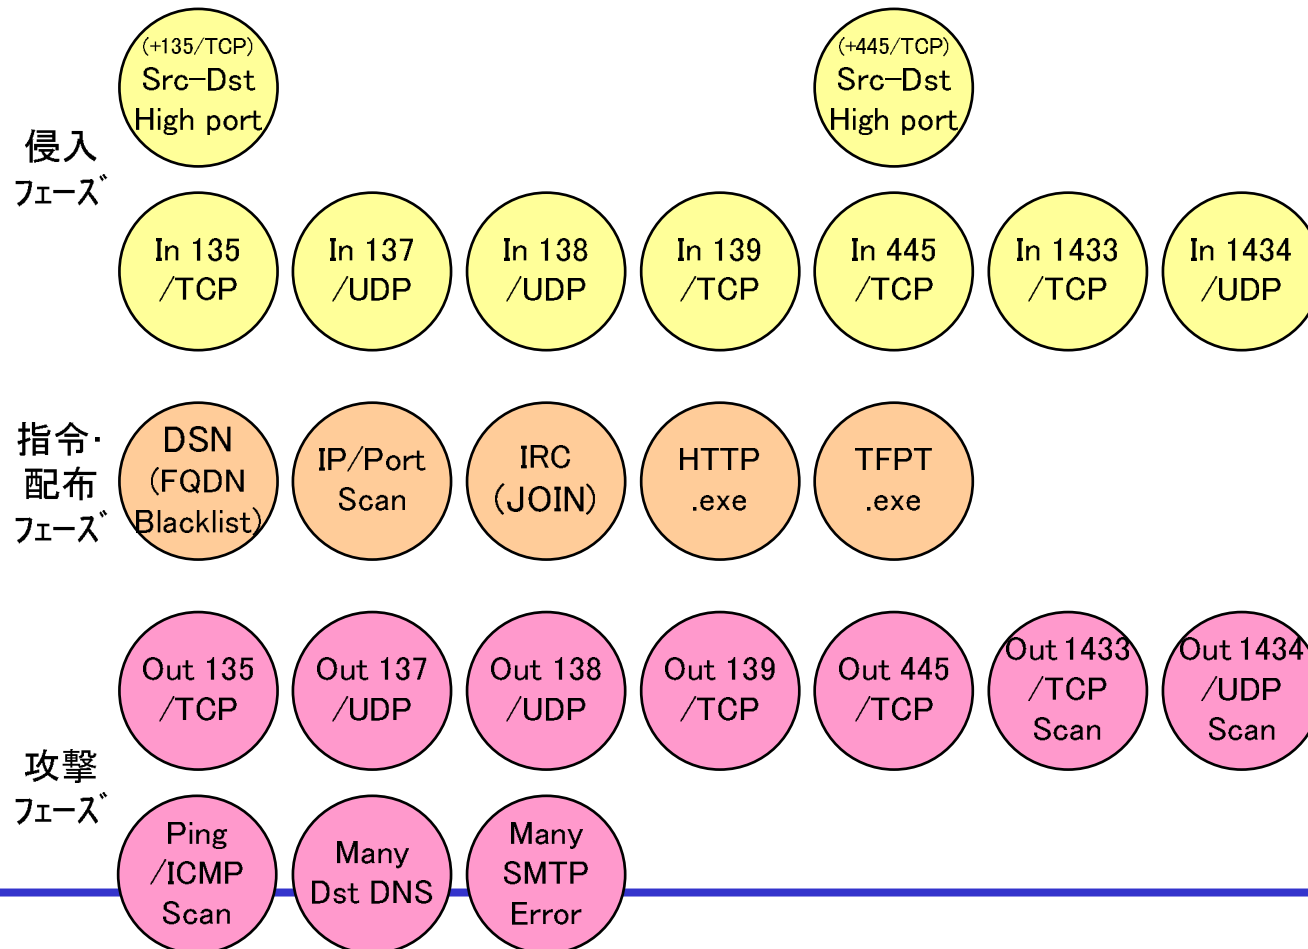 (+135/TCP)
Src-Dst
High port
(+445/TCP)
Src-Dst
High port
侵入
フェーズ
In 135
/TCP
In 137
/UDP
In 138
/UDP
In 139
/TCP
In 445
/TCP
In 1433
/TCP
In 1434
/UDP
指令・
配布
フェーズ
DSN
(FQDN
Blacklist)
IP/Port
Scan
IRC
(JOIN)
HTTP
.exe
TFPT
.exe
攻撃
フェーズ
Out 135
/TCP
Out 137
/UDP
Out 138
/UDP
Out 139
/TCP
Out 445
/TCP
Out 1433
/TCP
Scan
Out 1434
/UDP
Scan
Ping
/ICMP
Scan
Many
Dst DNS
Many
SMTP
Error